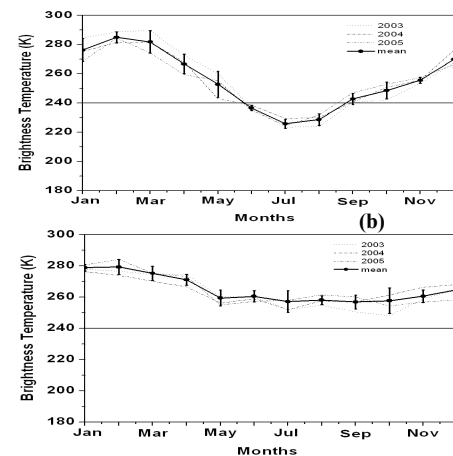 300
280
260
240
220
200
180
Brightness Temperature (K)
2003
2004
2005
mean
Jan Mar May Jul Sep Nov
Months
(b)
300
280
260
240
220
200
180
Brightness Temperature (K)
2003
2004
2005
mean
Jan Mar May Jul Sep Nov
Months